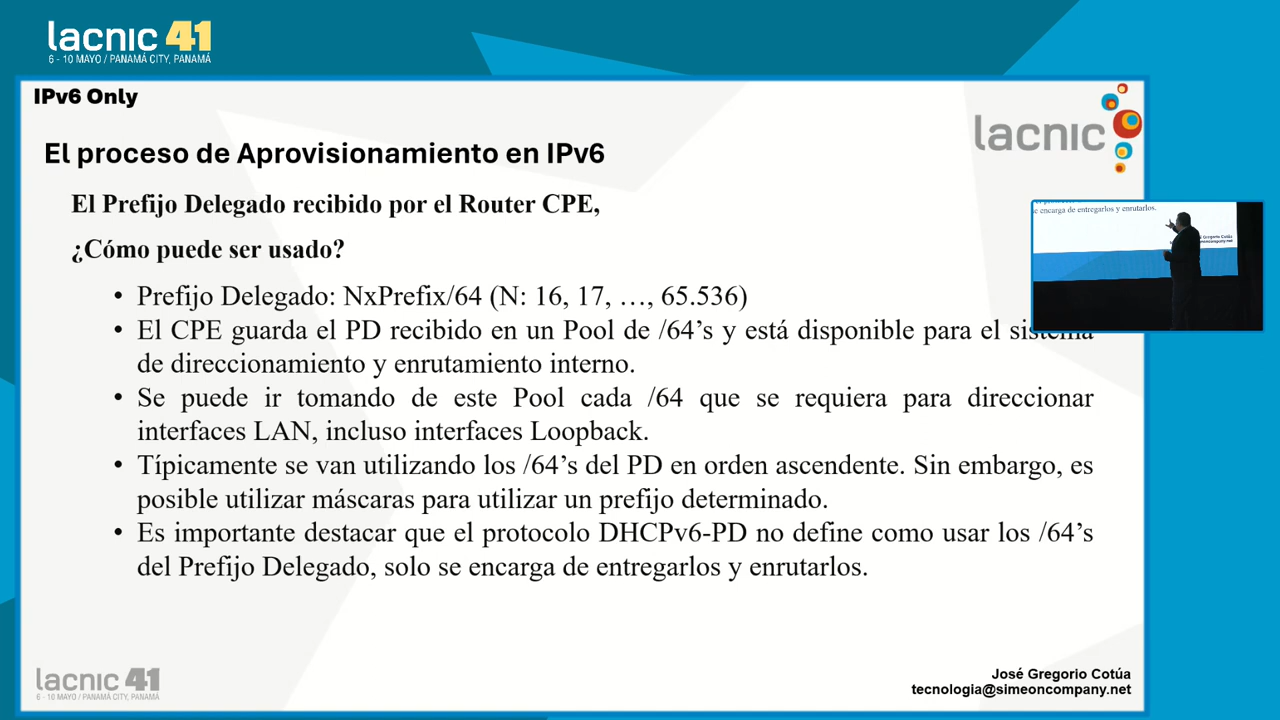 lacnic 41
6 - 10 MAYO / PANAMÁ CITY, PANAMÁ
IPv6 Only
lacnic
El proceso de Aprovisionamiento en IPv6
El Prefijo Delegado recibido por el Router CPE,
¿Cómo puede ser usado?
• Prefijo Delegado: NxPrefix/64 (N: 16, 17, …, 65.536)
• El CPE guarda el PD recibido en un Pool de /64’s y está disponible para el sistema
de direccionamiento y enrutamiento interno.
• Se puede ir tomando de este Pool cada /64 que se requiera para direccionar
interfaces LAN, incluso interfaces Loopback.
• Típicamente se van utilizando los /64’s del PD en orden ascendente. Sin embargo, es
posible utilizar máscaras para utilizar un prefijo determinado.
• Es importante destacar que el protocolo DHCPv6-PD no define como usar los /64’s
del Prefijo Delegado, solo se encarga de entregarlos y enrutarlos.
e encarga de entregarlos y enrutarlos.
lacnic 41
6 - 10 MAYO / PANAMÁ CITY, PANAMÁ
José Gregorio Cotúa
tecnologia@simeoncompany.net